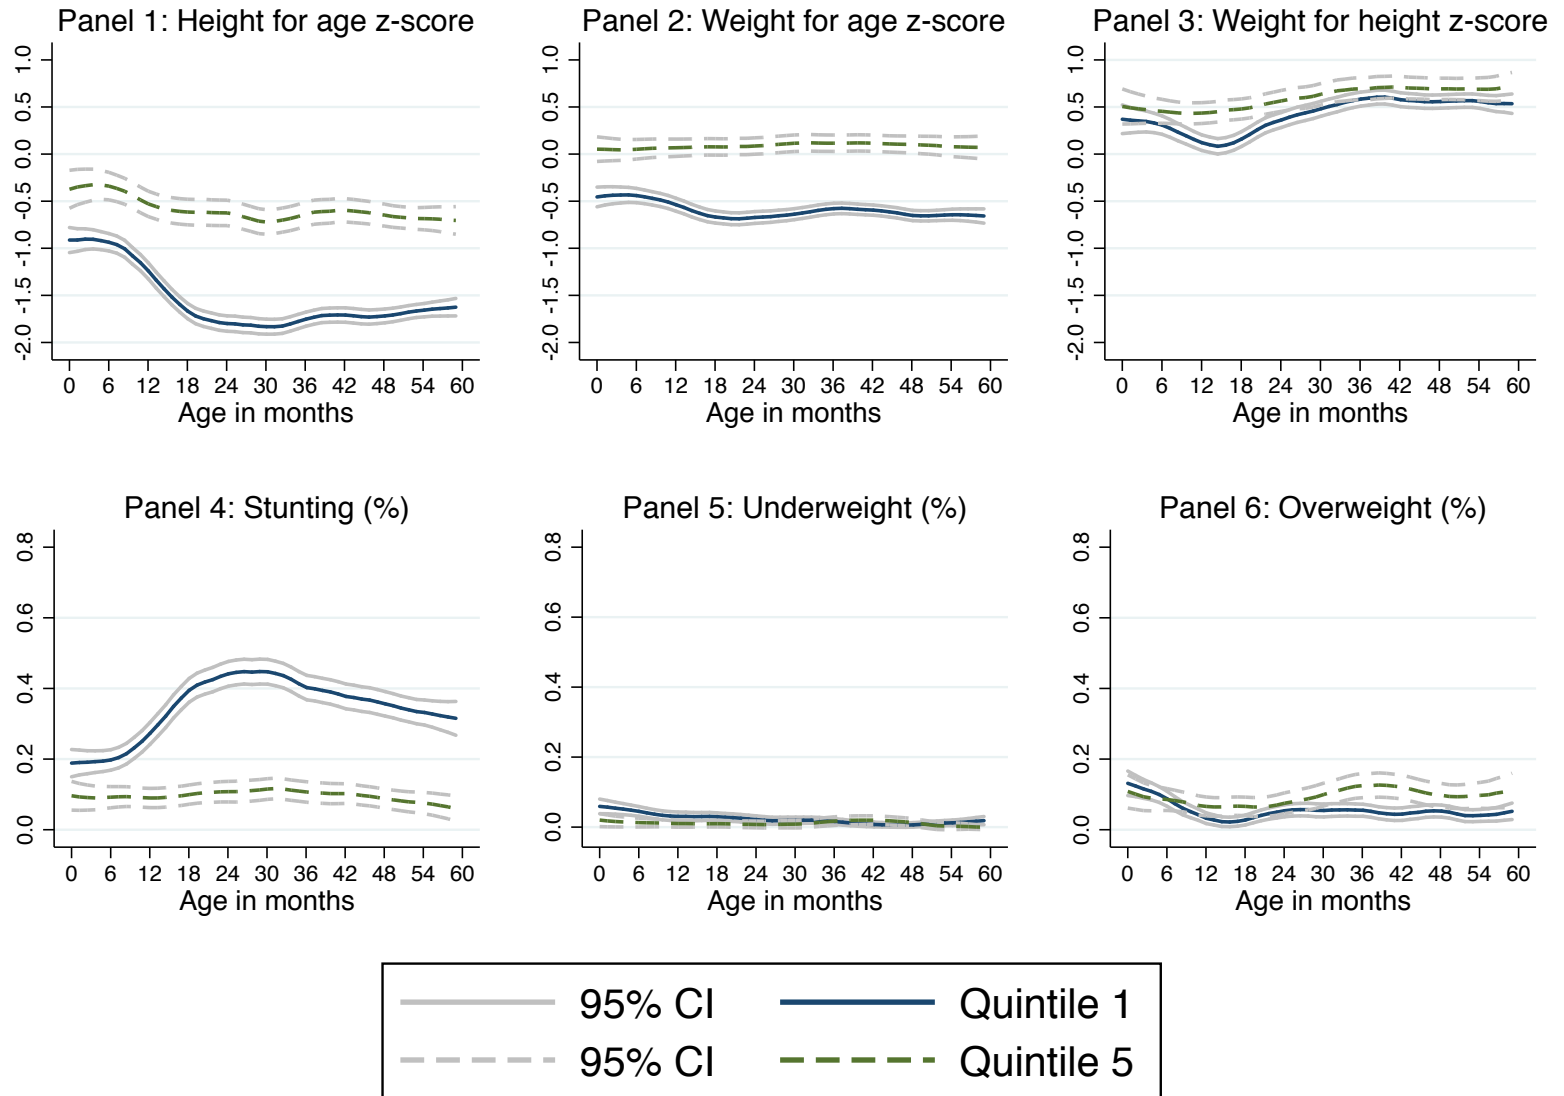 Panel 1: Height for age z-score
1.0
0.5
0.0
-0.5
-1.0
-1.5
-2.0
0 6 12 18 24 30 36 42 48 54 60
Age in months
Panel 2: Weight for age z-score
1.0
0.5
0.0
-0.5
-1.0
-1.5
-2.0
0 6 12 18 24 30 36 42 48 54 60
Age in months
Panel 3: Weight for height z-score
1.0
0.5
0.0
-0.5
-1.0
-1.5
-2.0
0 6 12 18 24 30 36 42 48 54 60
Age in months
Panel 4: Stunting (%)
0.8
0.6
0.4
0.2
0.0
0 6 12 18 24 30 36 42 48 54 60
Age in months
Panel 5: Underweight (%)
0.8
0.6
0.4
0.2
0.0
0 6 12 18 24 30 36 42 48 54 60
Age in months
Panel 6: Overweight (%)
0.8
0.6
0.4
0.2
0.0
0 6 12 18 24 30 36 42 48 54 60
Age in months
95% CI Quintile 1
95% CI Quintile 5